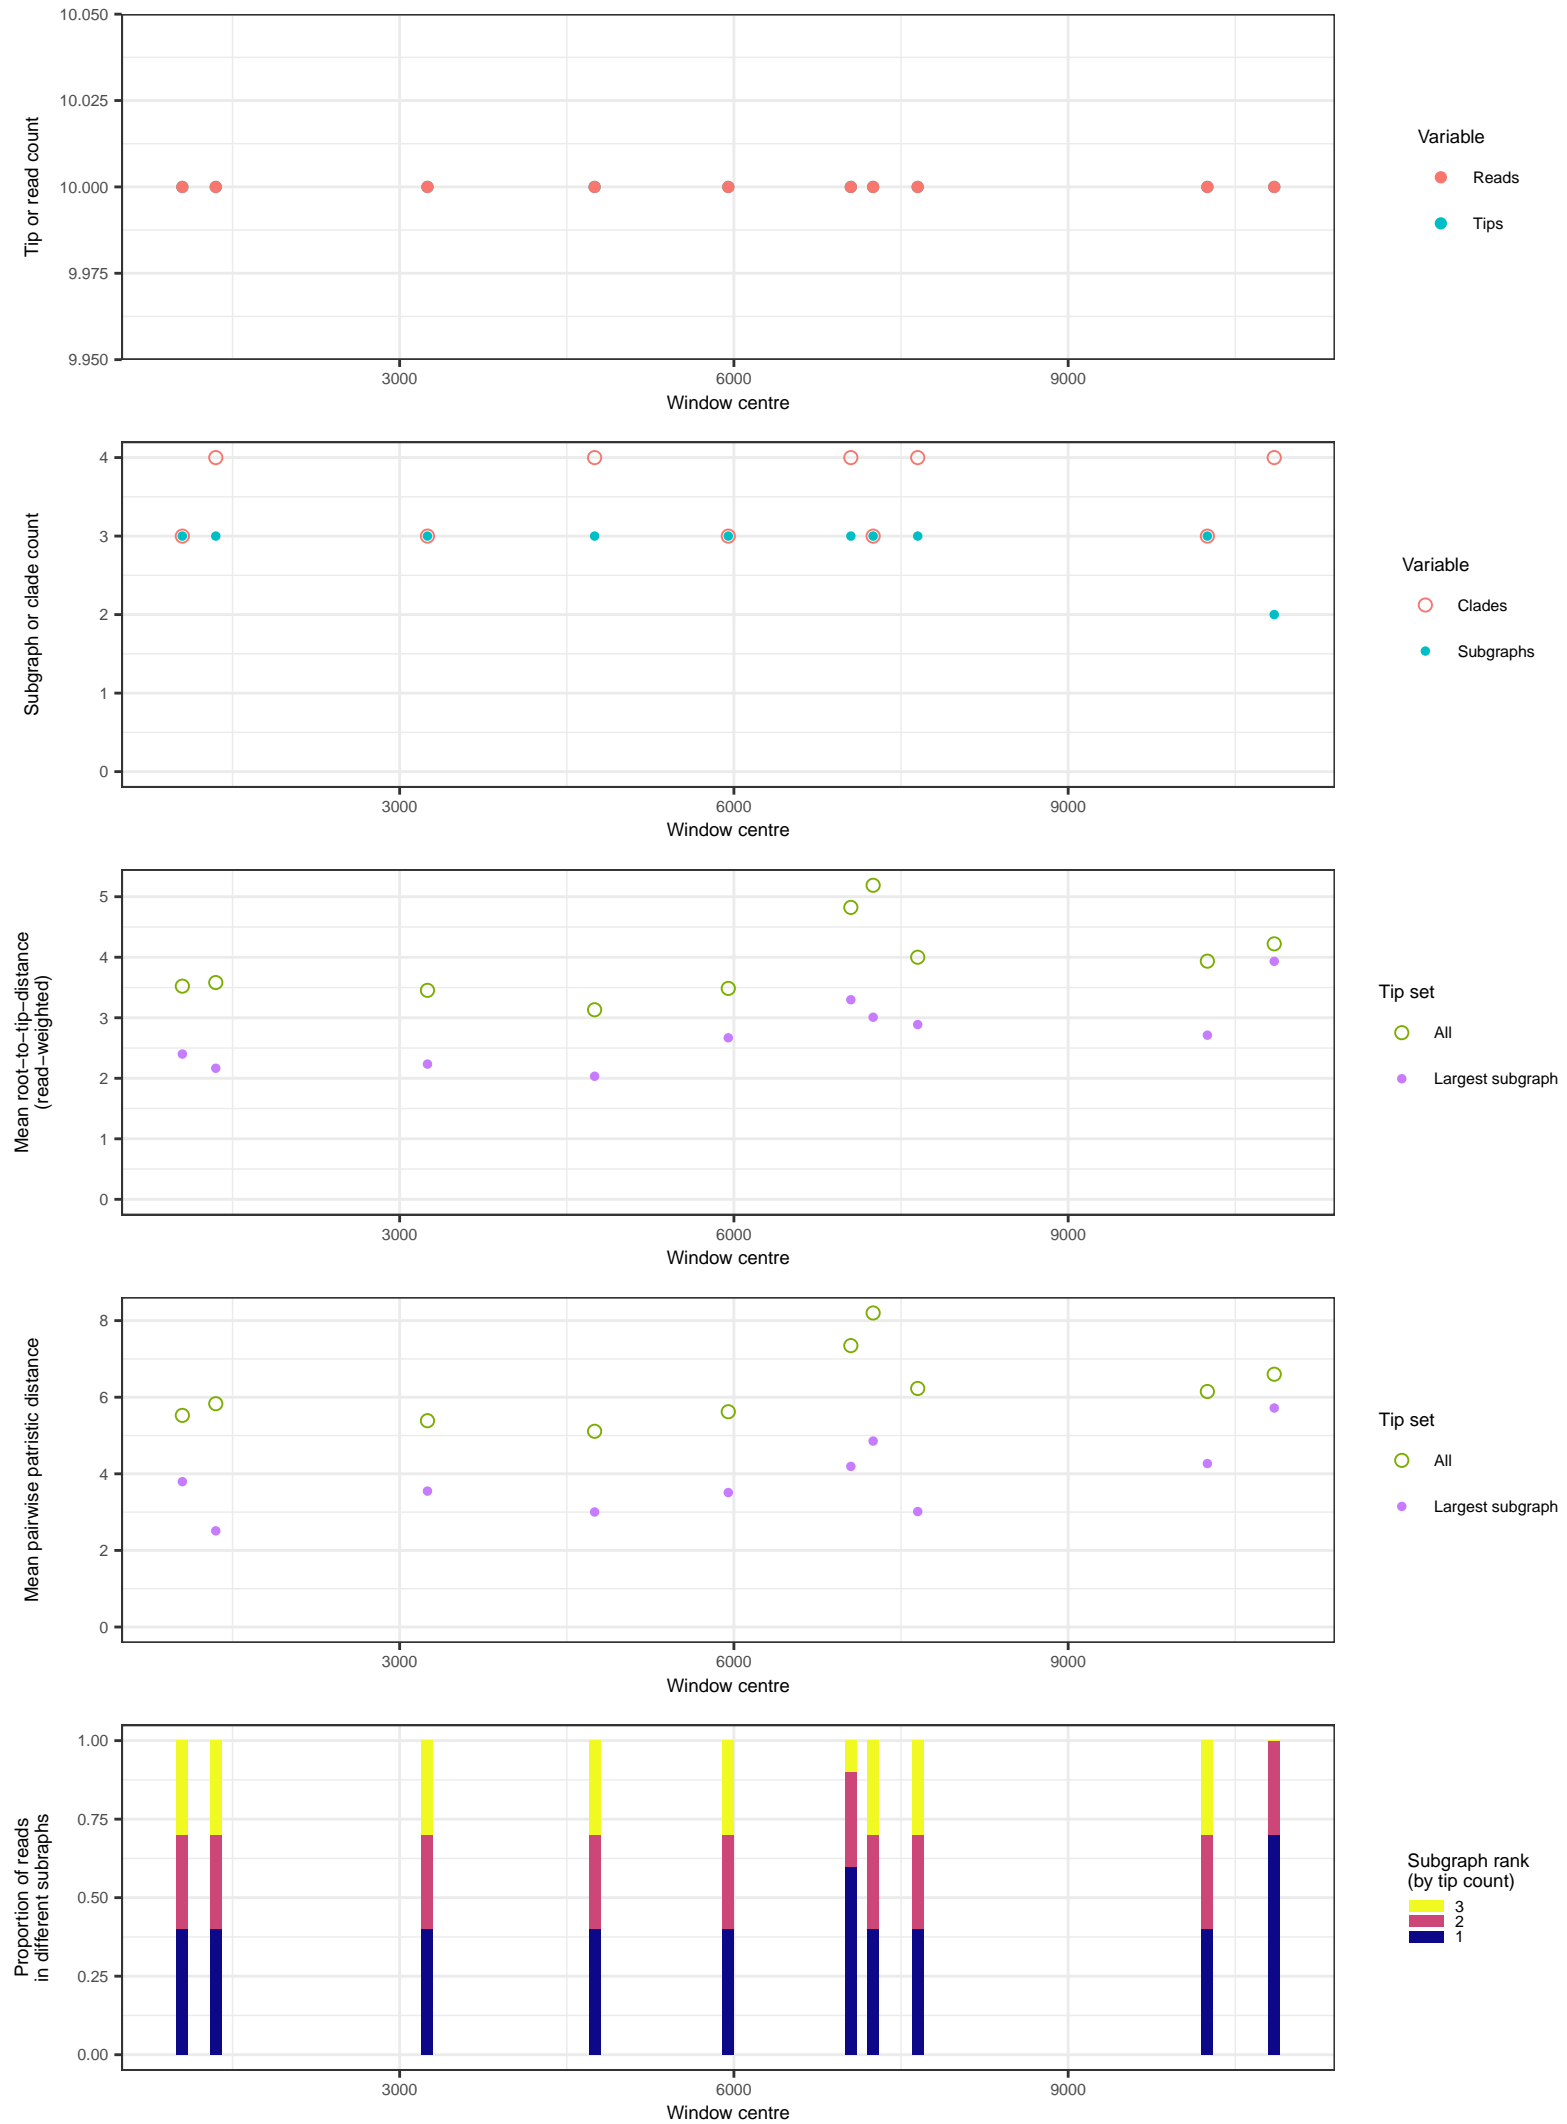 10.050
10.025
10.000
9.975
9.950
Tip or read count
3000
6000
9000
Window centre
Variable
Reads
Tips
4
3
2
1
0
Subgraph or clade count
3000
6000
9000
Window centre
Variable
Clades
Subgraphs
5
4
3
2
1
0
Mean root−to−tip−distance
(read−weighted)
3000
6000
9000
Window centre
Tip set
All
Largest subgraph
8
6
4
2
0
Mean pairwise patristic distance
3000
6000
9000
Window centre
Tip set
All
Largest subgraph
1.00
0.75
0.50
0.25
0.00
Proportion of reads
in different subraphs
3000
6000
9000
Window centre
Subgraph rank
(by tip count)
3
2
1